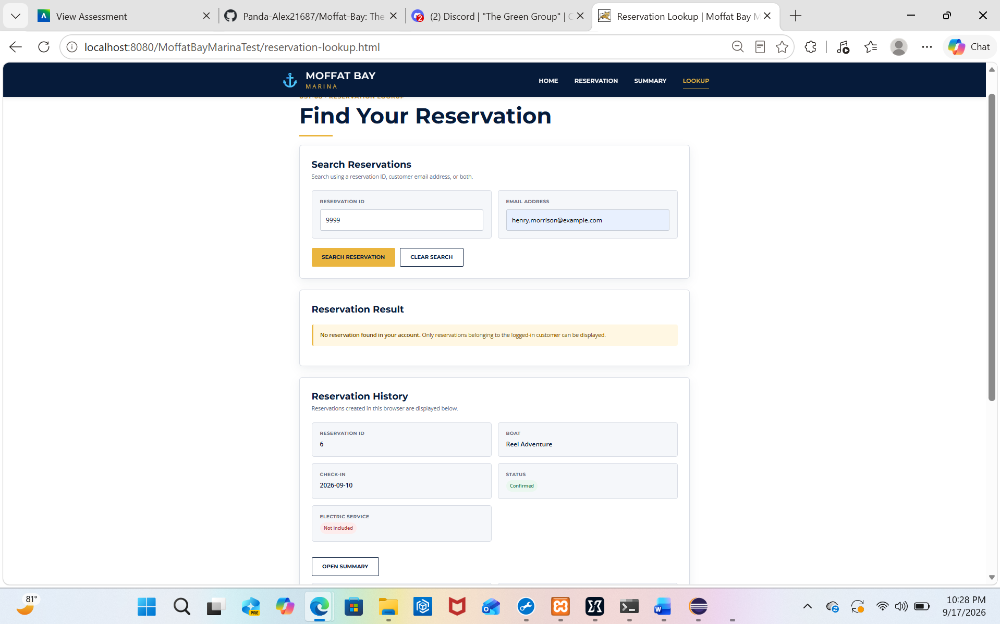 View Assessment
Panda-Alex21687/Moffat-Bay: The
(2) Discord | "The Green Group" | C
Reservation Lookup | Moffat Bay M
localhost:8080/MoffatBayMarinaTest/reservation-lookup.html
Chat
MOFFAT BAY
MARINA
HOME
RESERVATION
SUMMARY
LOOKUP
RESERVATION LOOKUP
Find Your Reservation
Search Reservations
Search using a reservation ID, customer email address, or both.
RESERVATION ID
9999
EMAIL ADDRESS
henry.morrison@example.com
SEARCH RESERVATION
CLEAR SEARCH
Reservation Result
No reservation found in your account. Only reservations belonging to the logged-in customer can be displayed.
Reservation History
Reservations created in this browser are displayed below.
RESERVATION ID
6
BOAT
Reel Adventure
CHECK-IN
2026-09-10
STATUS
Confirmed
ELECTRIC SERVICE
Not included
OPEN SUMMARY
81°
PRE
10:28 PM
9/17/2026